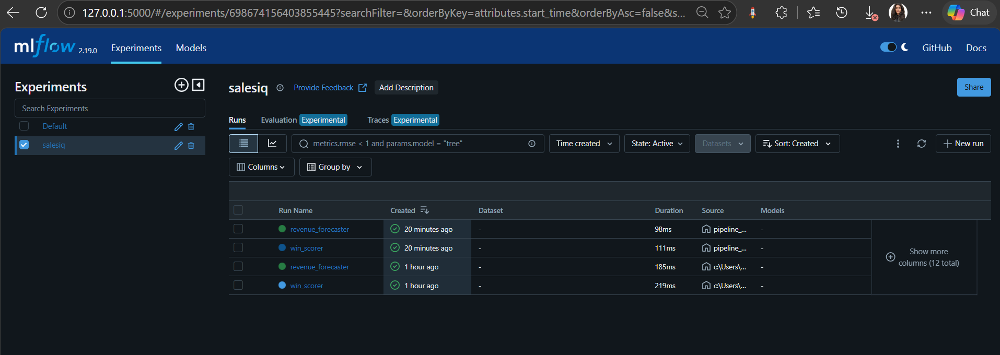 127.0.0.1:5000/#/experiments/698674156403855445?searchFilter=&orderByKey=attributes.start_time&orderByAsc=false&s...
Chat
mlflow 2.19.0 Experiments Models GitHub Docs
Experiments
Search Experiments
Default
salesiq
salesiq Provide Feedback Add Description Share
Runs Evaluation Experimental Traces Experimental
metrics.rmse < 1 and params.model = "tree" Time created State: Active Datasets Sort: Created New run
Columns Group by
Run Name Created Dataset Duration Source Models
revenue_forecaster 20 minutes ago - 98ms pipeline_... -
win_scorer 20 minutes ago - 111ms pipeline_... -
revenue_forecaster 1 hour ago - 185ms c:\Users\... -
win_scorer 1 hour ago - 219ms c:\Users\... -
Show more
columns (12 total)